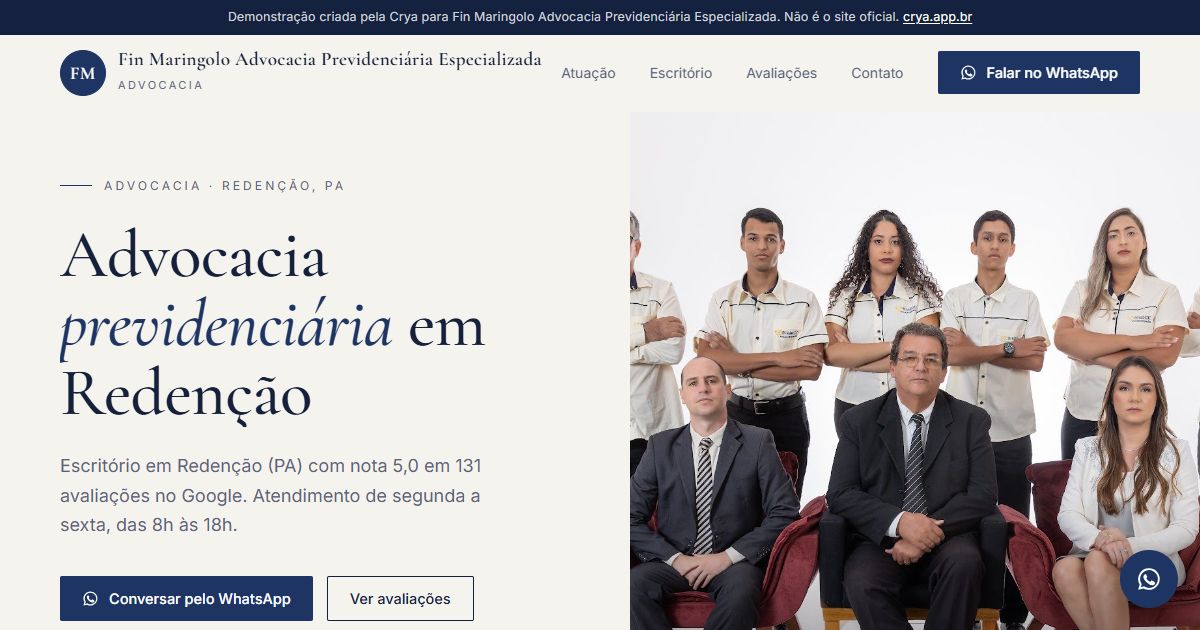 Demonstração criada pela Crya para Fin Maringolo Advocacia Previdenciária Especializada. Não é o site oficial. crya.app.br
FM
Fin Maringolo Advocacia Previdenciária Especializada
ADVOCACIA
Atuação
Escritório
Avaliações
Contato
Falar no WhatsApp
ADVOCACIA · REDENÇÃO, PA
Advocacia
previdenciária em
Redenção
Escritório em Redenção (PA) com nota 5,0 em 131
avaliações no Google. Atendimento de segunda a
sexta, das 8h às 18h.
Conversar pelo WhatsApp
Ver avaliações